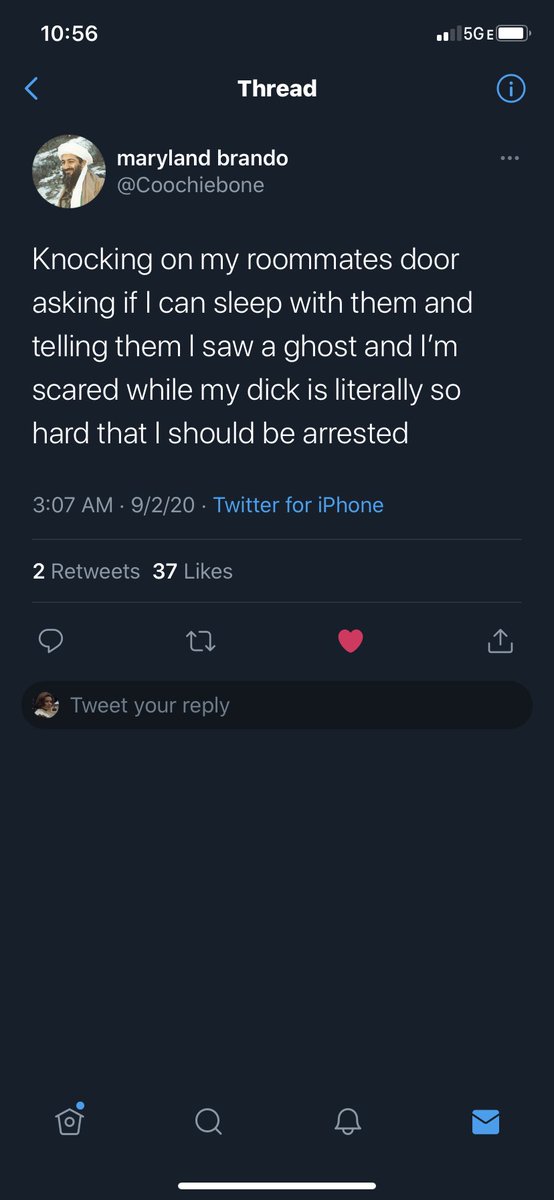 10:56
5G E
Thread
maryland brando
@Coochiebone
Knocking on my roommates door
asking if I can sleep with them and
telling them I saw a ghost and I’m
scared while my dick is literally so
hard that I should be arrested
3:07 AM · 9/2/20 · Twitter for iPhone
2 Retweets 37 Likes
Tweet your reply